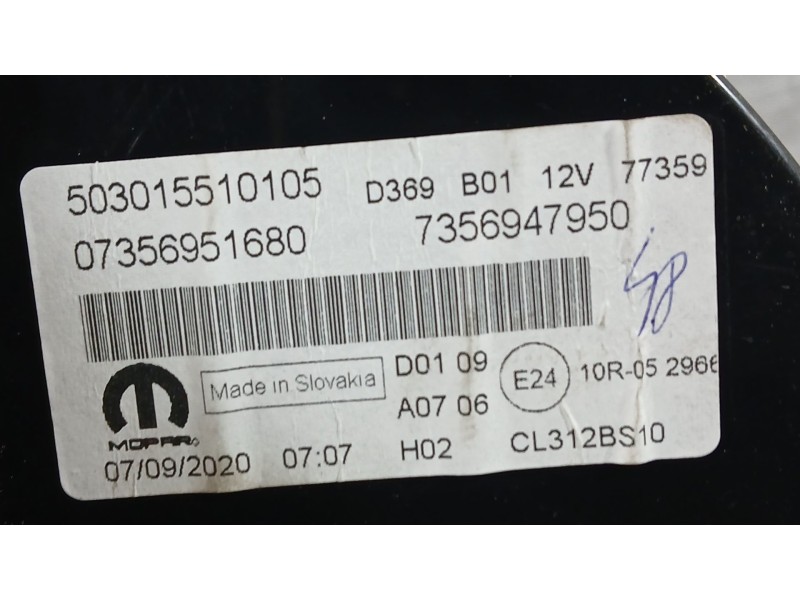 503015510105 D369 B01 12V 77359
07356951680 7356947950
58
Made in Slovakia D01 09 E24 10R-05 2966
A07 06
MOPAR
07/09/2020 07:07 H02 CL312BS10